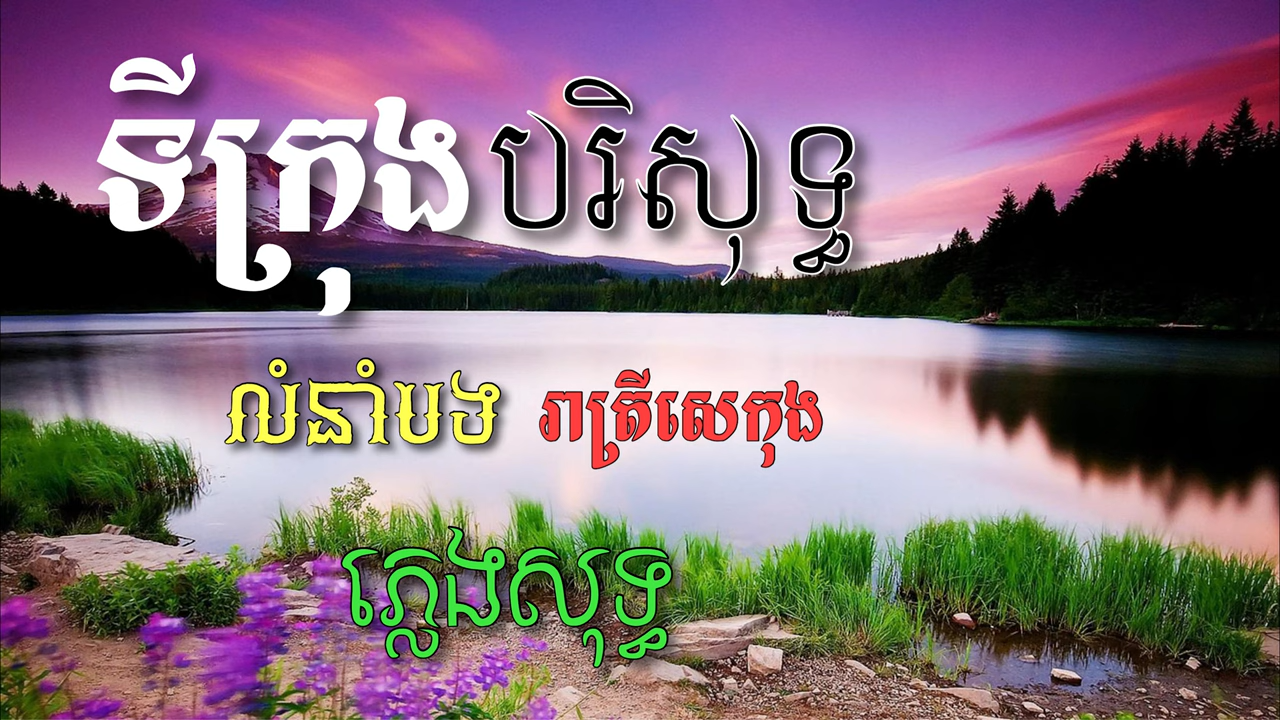 ទីក្រុងបរិសុទ្ធ
លំនាំបង រាត្រីសេកុង
ភ្លេងសុទ្ធ